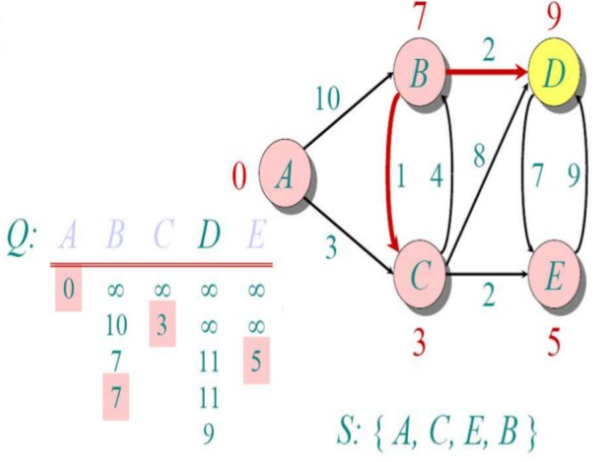 7 9
B 2 D
10
0 A 1 4 8 7 9
Q: A B C D E
3
C 2 E
0 ∞ ∞ ∞ ∞
10 3 ∞ ∞
3 5
7 11 5
7 11
9
S: { A, C, E, B }